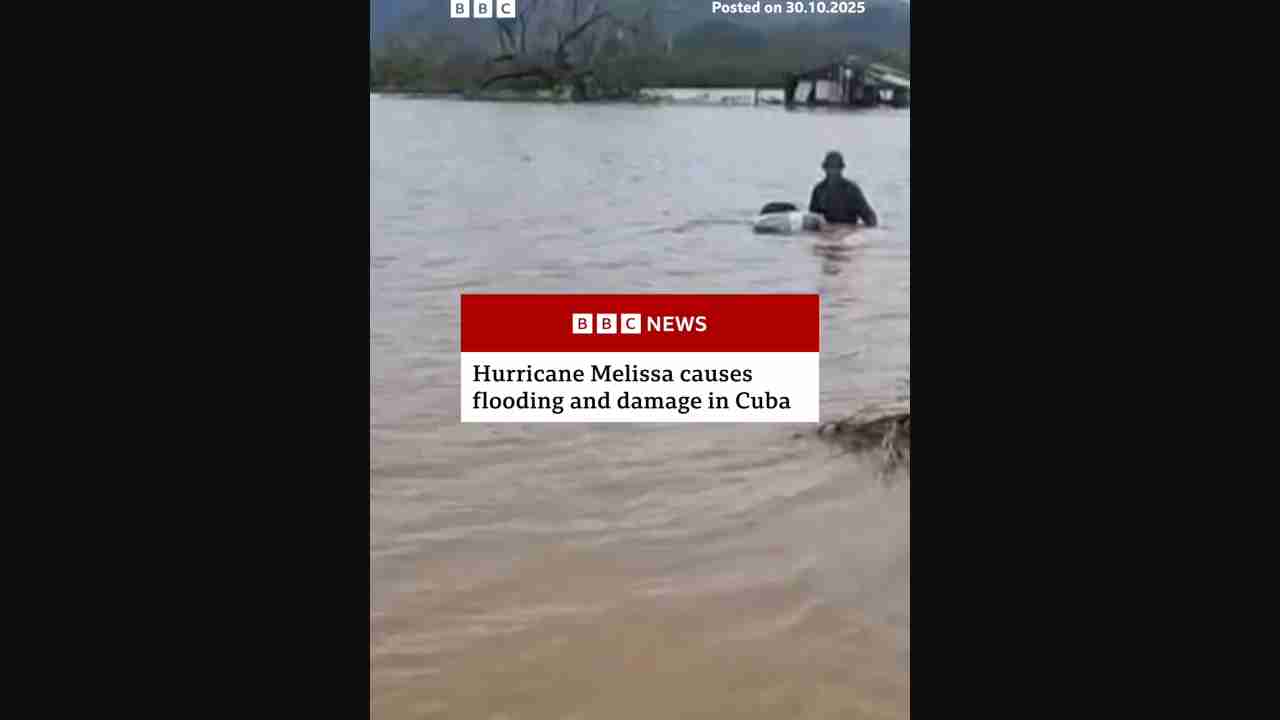 BBC
Posted on 30.10.2025
BBC NEWS
Hurricane Melissa causes
flooding and damage in Cuba